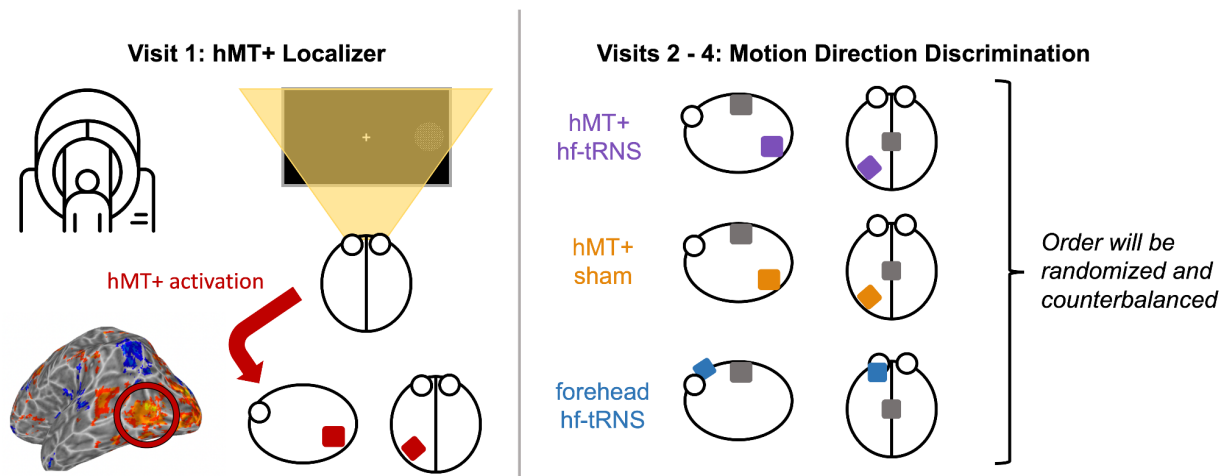 Visit 1: hMT+ Localizer
hMT+ activation
Visits 2 - 4: Motion Direction Discrimination
hMT+
hf-tRNS
hMT+
sham
forehead
hf-tRNS
Order will be
randomized and
counterbalanced